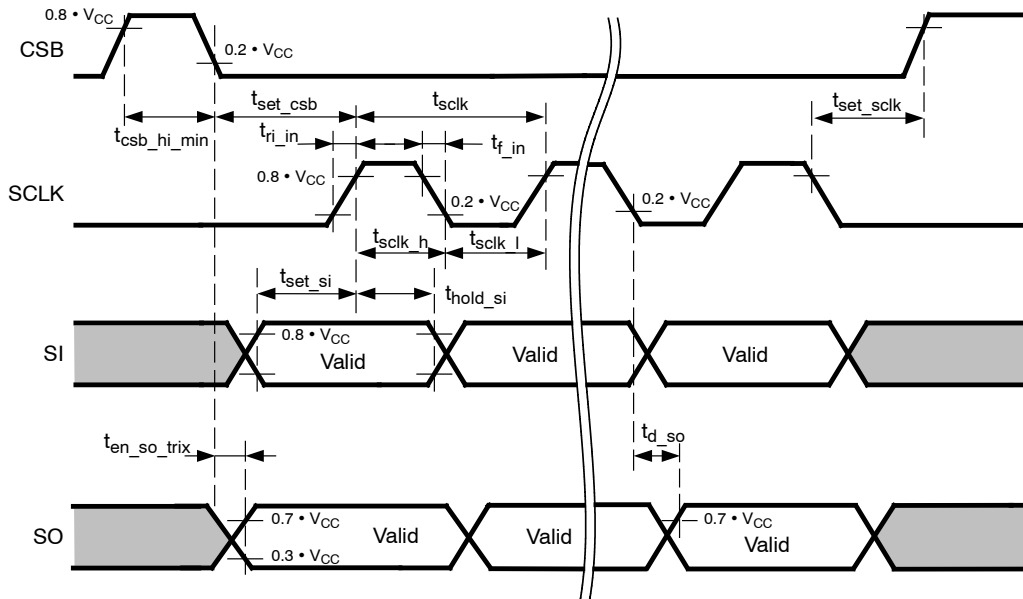 0.8 • VCC
CSB
0.2 • VCC
tset_csb
tsclk
tset_sclk
tcsb_hi_min
tri_in
tf_in
0.8 • VCC
SCLK
0.2 • VCC
0.2 • VCC
tsclk_h
tsclk_l
tset_si
thold_si
0.8 • VCC
SI
Valid
Valid
Valid
td_so
ten_so_trix
0.7 • VCC
0.7 • VCC
SO
Valid
Valid
Valid
0.3 • VCC